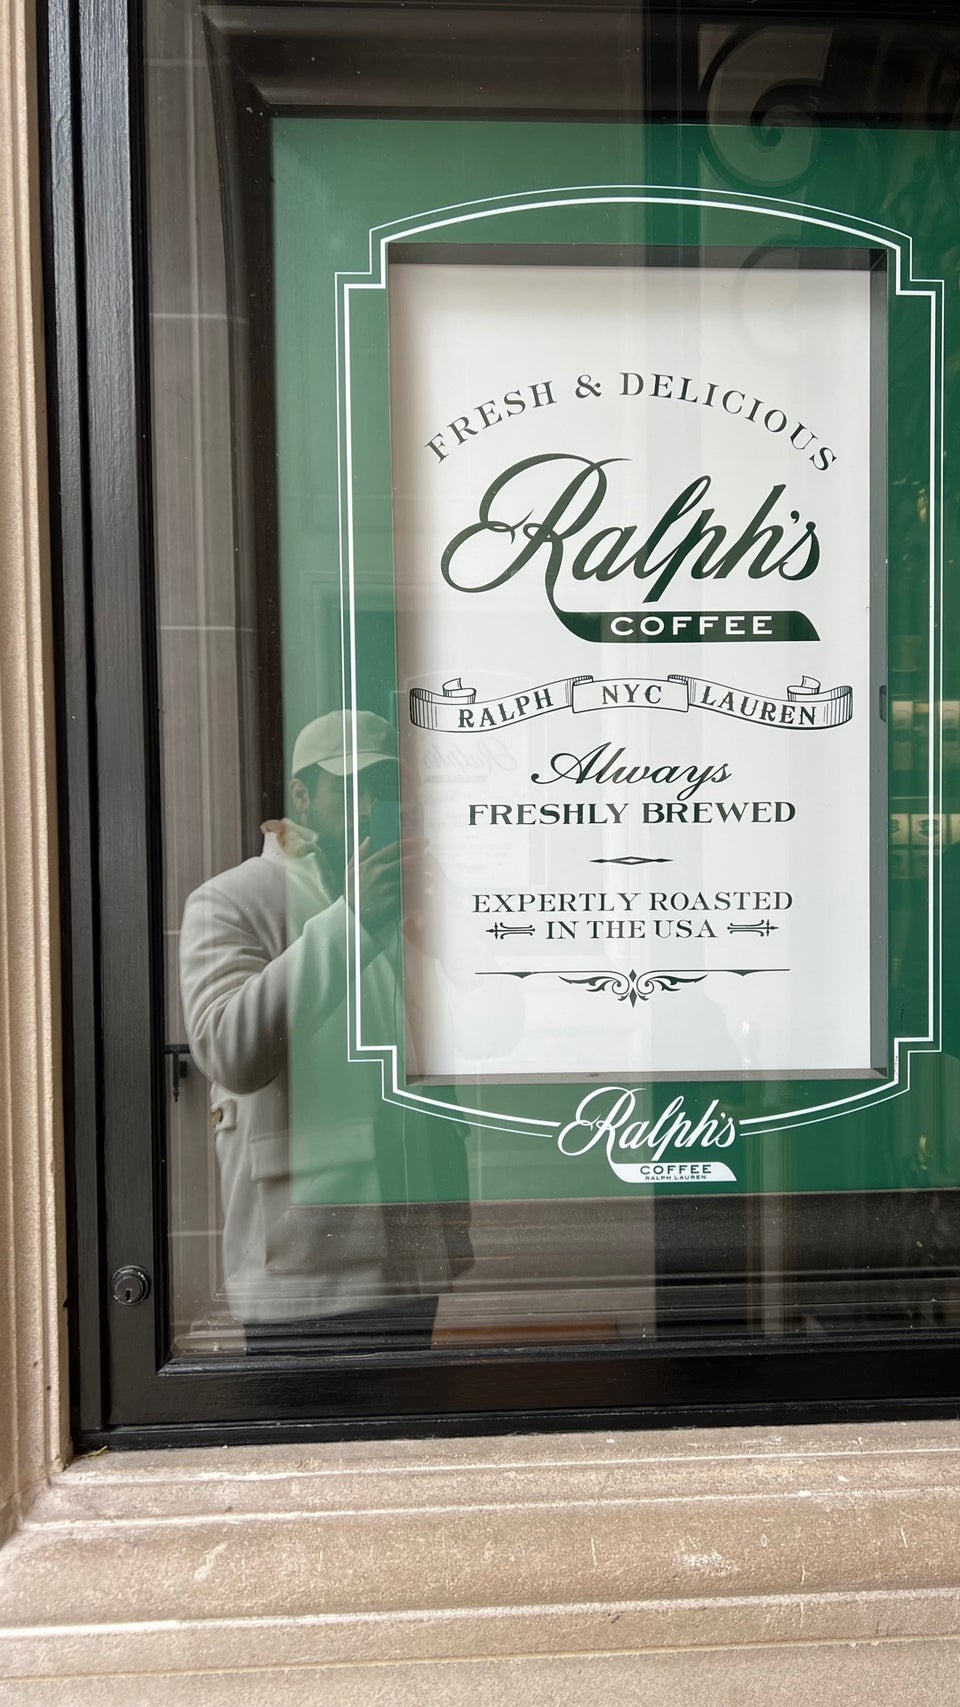 FRESH & DELICIOUS
Ralph's
COFFEE
RALPH NYC LAUREN
Always
FRESHLY BREWED
EXPERTLY ROASTED
IN THE USA
Ralph's
COFFEE
RALPH LAUREN